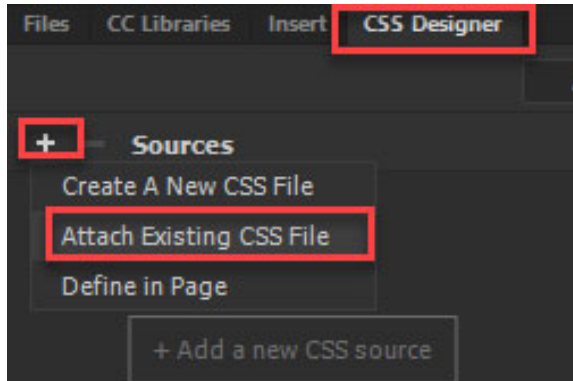 Files CC Libraries Insert CSS Designer
+ − Sources
Create A New CSS File
Attach Existing CSS File
Define in Page
+ Add a new CSS source